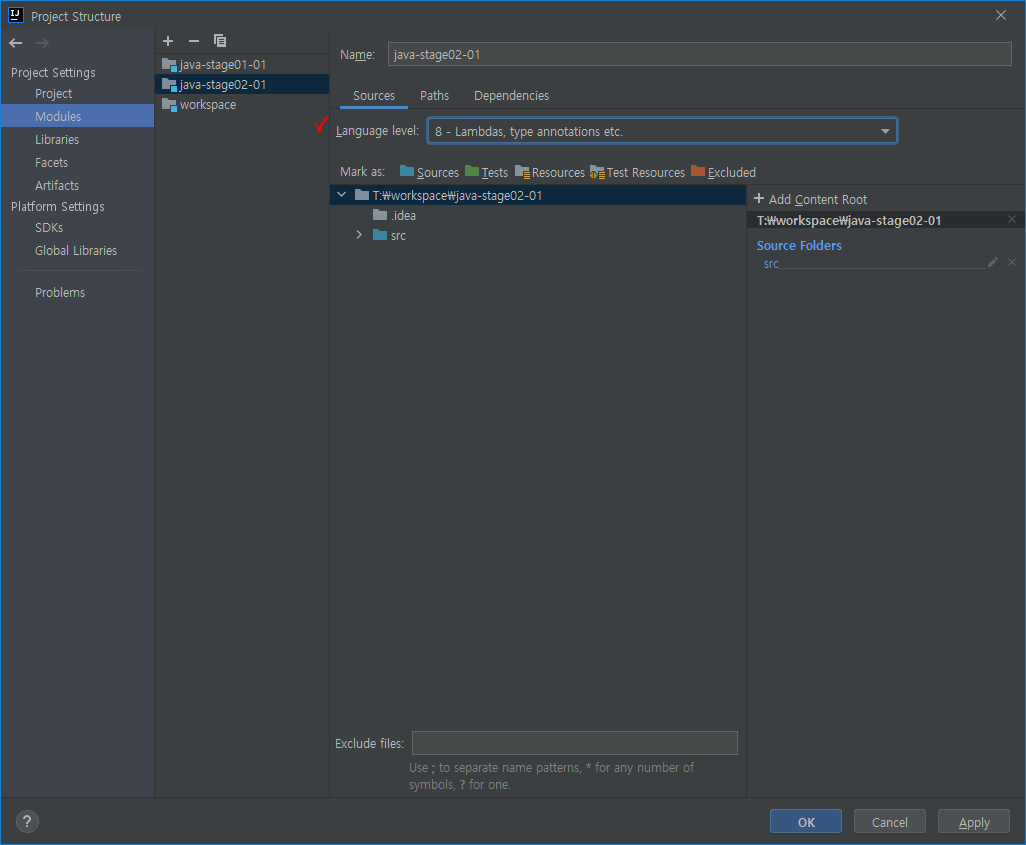 Project Structure
Project Settings
Project
Modules
Libraries
Facets
Artifacts
Platform Settings
SDKs
Global Libraries
Problems
java-stage01-01
java-stage02-01
workspace
Name: java-stage02-01
Sources Paths Dependencies
Language level: 8 - Lambdas, type annotations etc.
Mark as: Sources Tests Resources Test Resources Excluded
T:₩workspace₩java-stage02-01
.idea
src
+ Add Content Root
T:₩workspace₩java-stage02-01
Source Folders
src
Exclude files:
Use ; to separate name patterns, * for any number of
symbols, ? for one.
? OK Cancel Apply